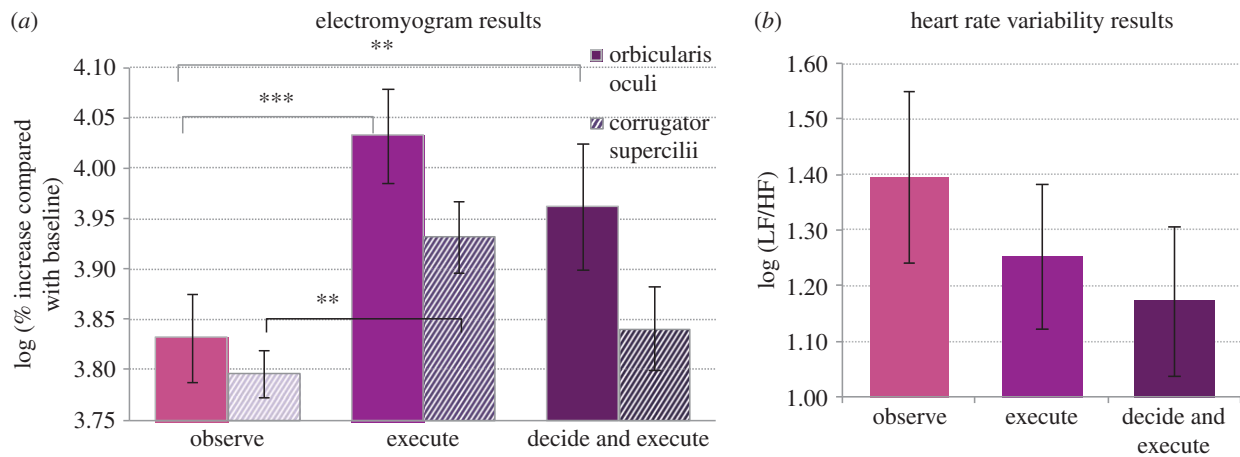 (a)
electromyogram results
log (% increase compared
with baseline)
4.10
4.05
4.00
3.95
3.90
3.85
3.80
3.75
**
***
**
orbicularis
oculi
corrugator
supercilii
observe
execute
decide and execute
(b)
heart rate variability results
log (LF/HF)
1.60
1.50
1.40
1.30
1.20
1.10
1.00
observe
execute
decide and
execute